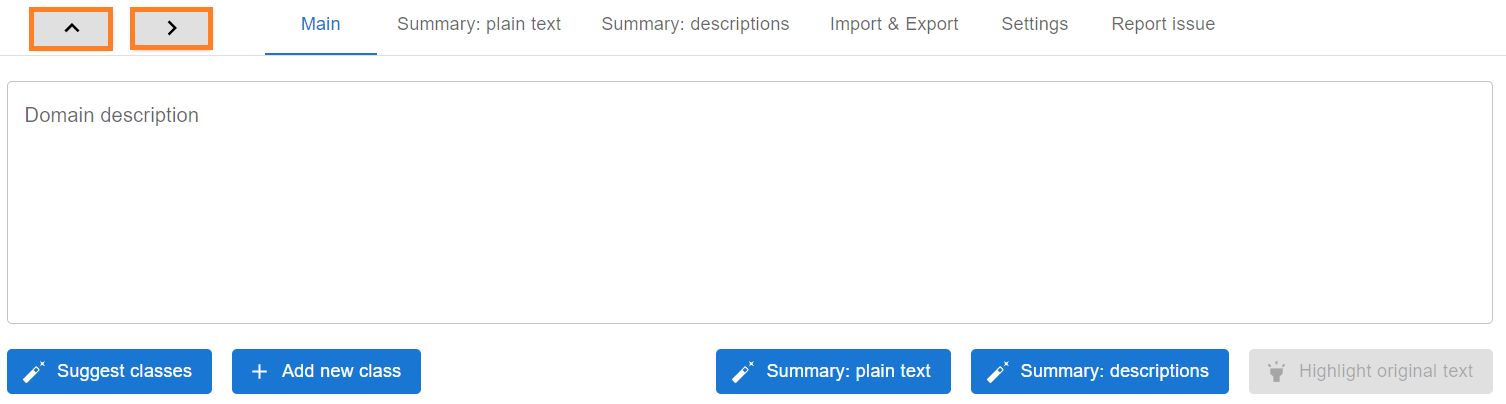 Main Summary: plain text Summary: descriptions Import & Export Settings Report issue
Domain description
Suggest classes Add new class Summary: plain text Summary: descriptions Highlight original text